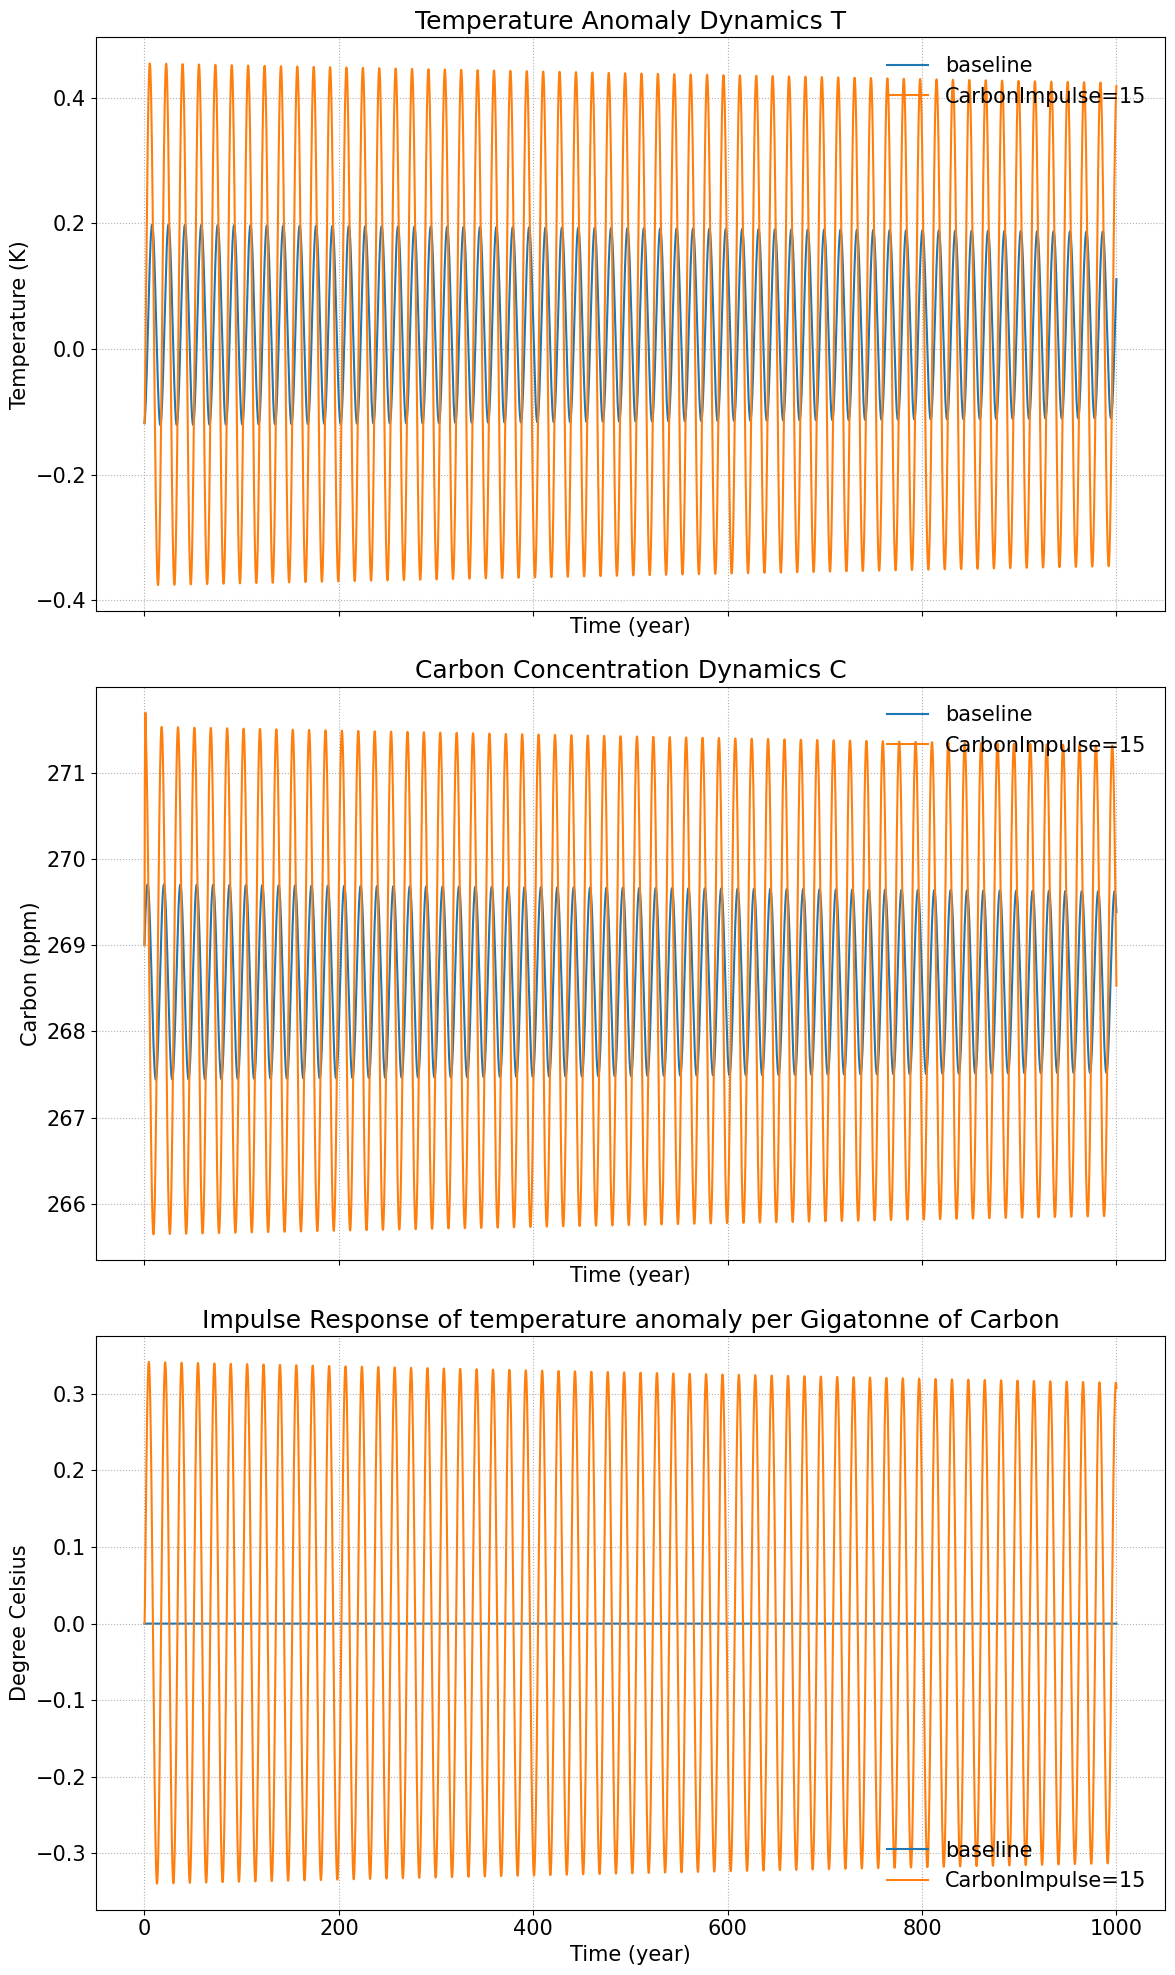 Temperature Anomaly Dynamics T
baseline
CarbonImpulse=15
Temperature (K)
0.4
0.2
0.0
−0.2
−0.4
Time (year)
Carbon Concentration Dynamics C
baseline
CarbonImpulse=15
Carbon (ppm)
271
270
269
268
267
266
Time (year)
Impulse Response of temperature anomaly per Gigatonne of Carbon
Degree Celsius
0.3
0.2
0.1
0.0
−0.1
−0.2
−0.3
baseline
CarbonImpulse=15
0 200 400 600 800 1000
Time (year)